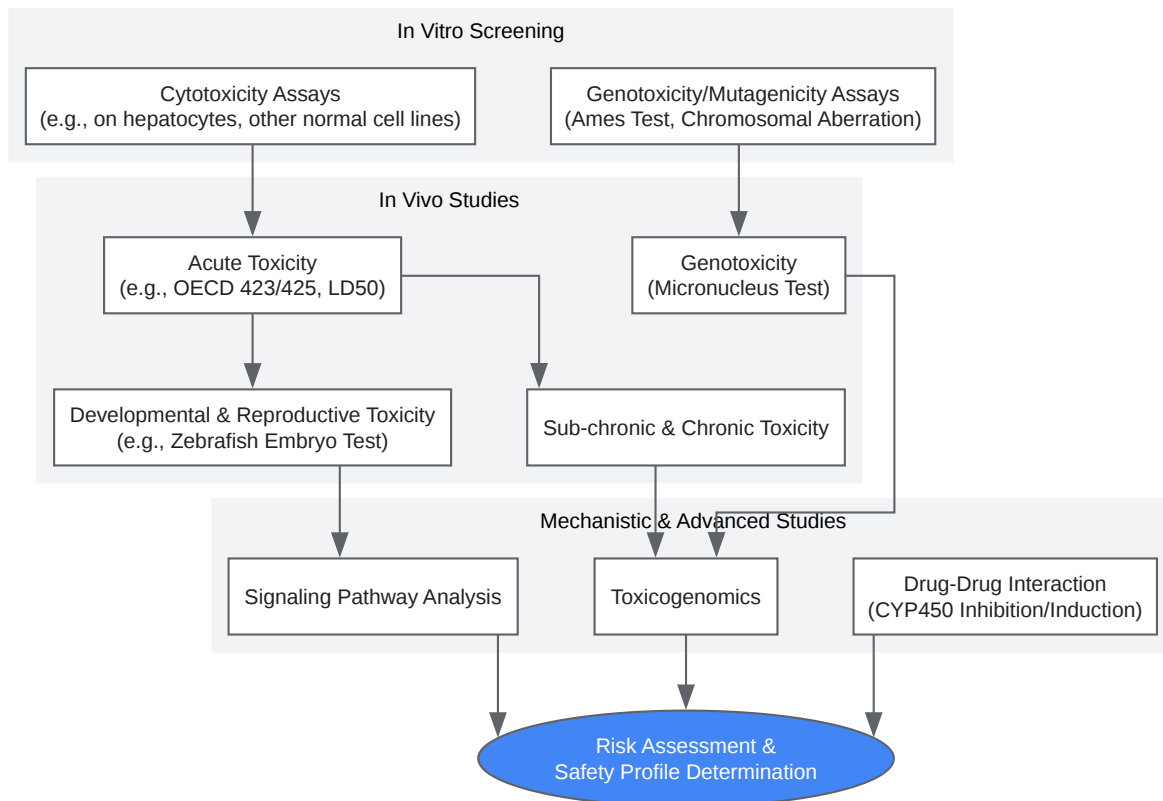 In Vitro Screening
Cytotoxicity Assays
(e.g., on hepatocytes, other normal cell lines)
Genotoxicity/Mutagenicity Assays
(Ames Test, Chromosomal Aberration)
In Vivo Studies
Acute Toxicity
(e.g., OECD 423/425, LD50)
Genotoxicity
(Micronucleus Test)
Developmental & Reproductive Toxicity
(e.g., Zebrafish Embryo Test)
Sub-chronic & Chronic Toxicity
Mechanistic & Advanced Studies
Signaling Pathway Analysis
Toxicogenomics
Drug-Drug Interaction
(CYP450 Inhibition/Induction)
Risk Assessment &
Safety Profile Determination